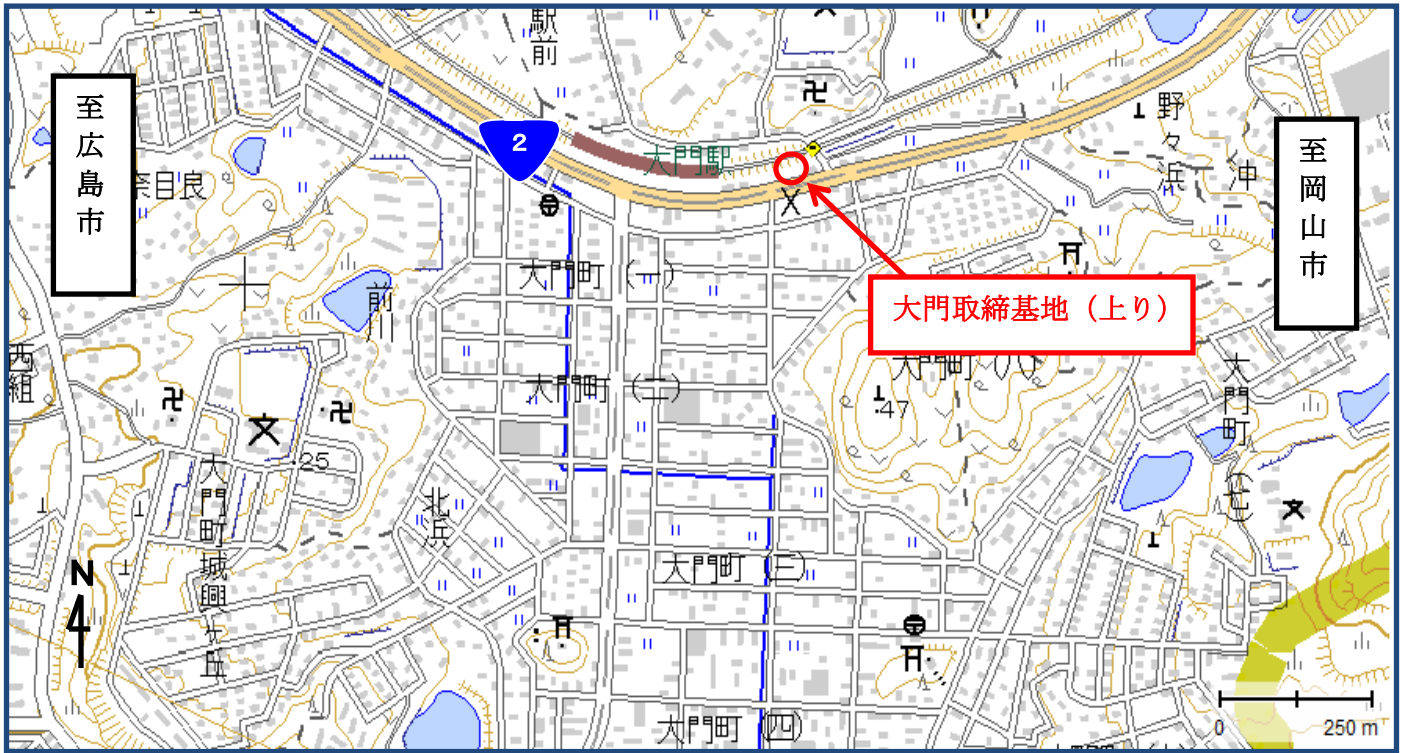 駅前
至広島市
2
大門駅
野々浜
沖
至岡山市
奈良
大門町（一）
前川
大門取締基地（上り）
西組
大門町（二）
大門町（八）
47
大門町（七）
25
大門町城興ヶ丘
北浜
大門町（三）
N
大門町（四）
0
250 m